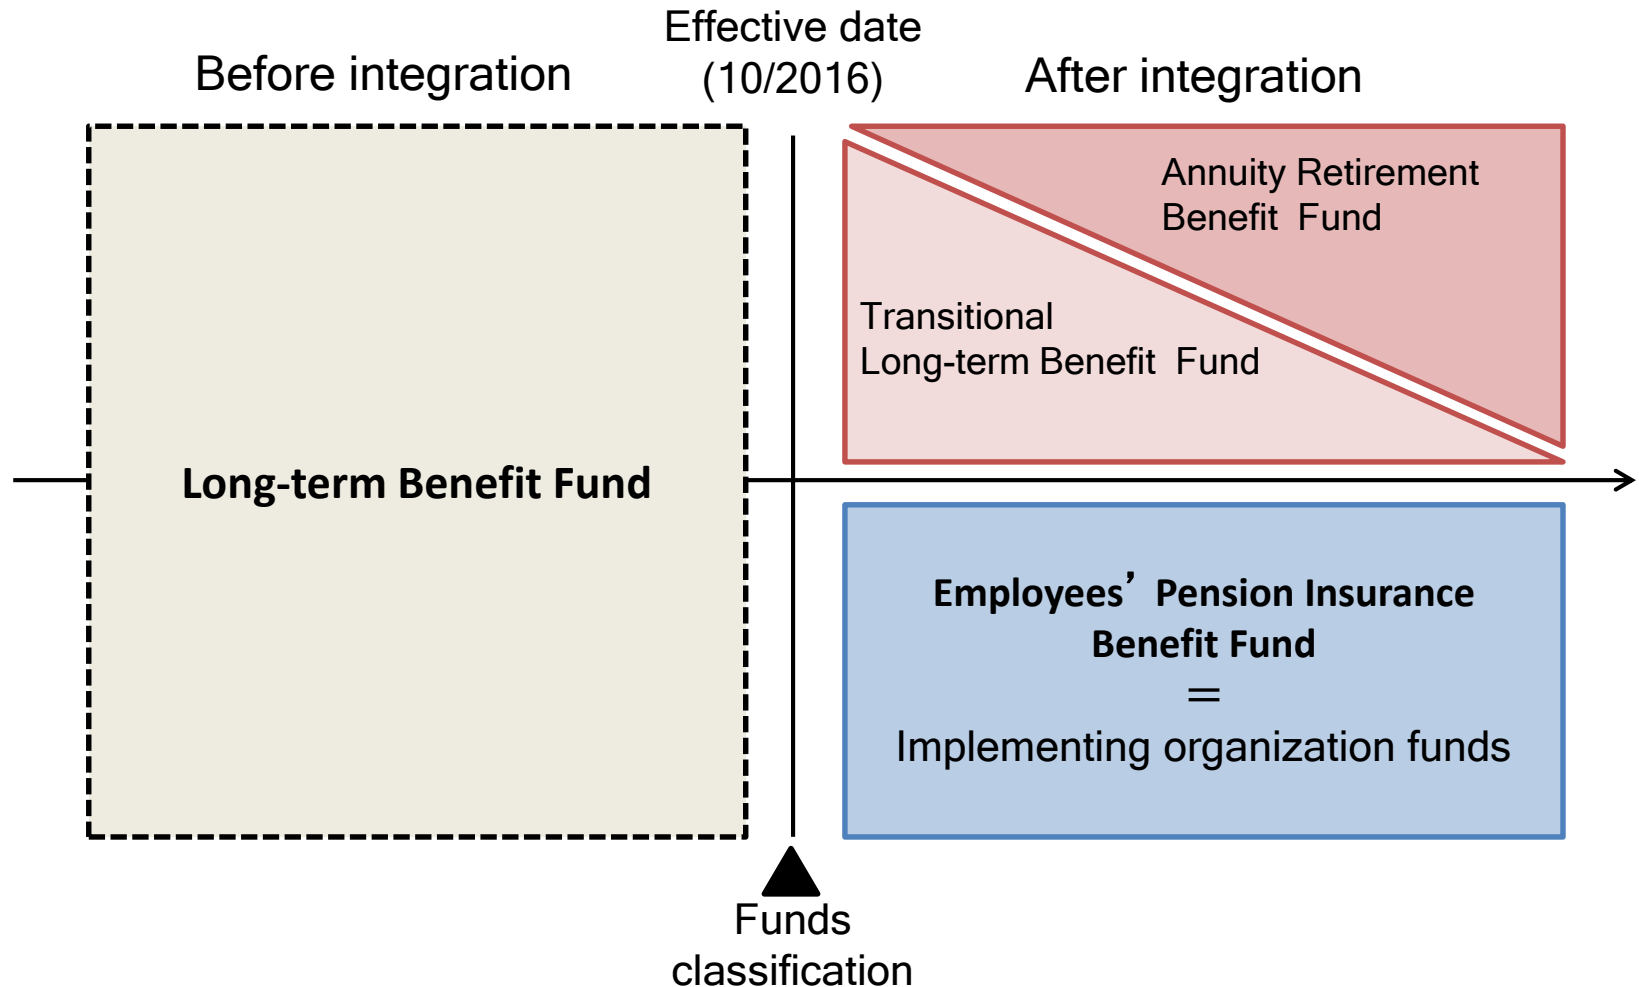 Effective date
(10/2016)
Before integration
After integration
Annuity Retirement
Benefit Fund
Transitional
Long-term Benefit Fund
Long-term Benefit Fund
Employees’ Pension Insurance
Benefit Fund
=
Implementing organization funds
Funds
classification